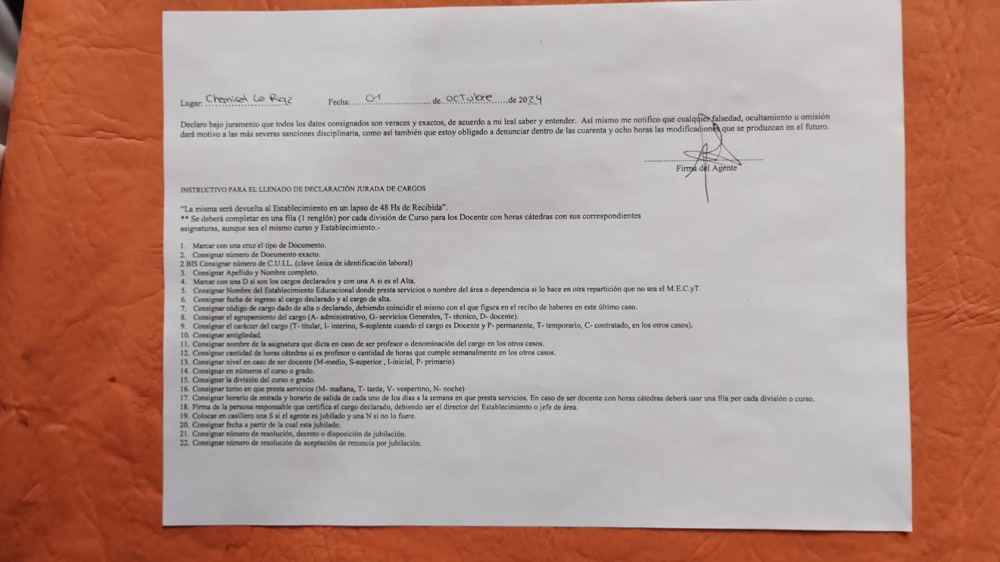 Lugar: Chamical La Rioja Fecha: 01 de octubre de 2024
Declaro bajo juramento que todos los datos consignados son veraces y exactos, de acuerdo a mi leal saber y entender. Así mismo me notifico que cualquier falsedad, ocultamiento u omisión
dará motivo a las más severas sanciones disciplinaria, como así también que estoy obligado a denunciar dentro de las cuarenta y ocho horas las modificaciones que se produzcan en el futuro.
Firma del Agente
INSTRUCTIVO PARA EL LLENADO DE DECLARACIÓN JURADA DE CARGOS
"La misma será devuelta al Establecimiento en un lapso de 48 Hs de Recibida".
** Se deberá completar en una fila (1 renglón) por cada división de Curso para los Docente con horas cátedras con sus correspondientes
asignaturas, aunque sea el mismo curso y Establecimiento.-
1. Marcar con una cruz el tipo de Documento.
2. Consignar número de Documento exacto.
2 BIS Consignar número de C.U.I.L. (clave única de identificación laboral)
3. Consignar Apellido y Nombre completo.
4. Marcar con una D si son los cargos declarados y con una A si es el Alta.
5. Consignar Nombre del Establecimiento Educacional donde presta servicios o nombre del área o dependencia si lo hace en otra repartición que no sea el M.E.C.yT.
6. Consignar fecha de ingreso al cargo declarado y al cargo de alta.
7. Consignar código de cargo dado de alta o declarado, debiendo coincidir el mismo con el que figura en el recibo de haberes en este último caso.
8. Consignar el agrupamiento del cargo (A- administrativo, G- servicios Generales, T- técnico, D- docente).
9. Consignar el carácter del cargo (T- titular, I- interino, S-suplente cuando el cargo es Docente y P- permanente, T- temporario, C- contratado, en los otros casos).
10. Consignar antigüedad.
11. Consignar nombre de la asignatura que dicta en caso de ser profesor o denominación del cargo en los otros casos.
12. Consignar cantidad de horas cátedras si es profesor o cantidad de horas que cumple semanalmente en los otros casos.
13. Consignar nivel en caso de ser docente (M-medio, S-superior , I-inicial, P- primario)
14. Consignar en números el curso o grado.
15. Consignar la división del curso o grado.
16. Consignar turno en que presta servicios (M- mañana, T- tarde, V- vespertino, N- noche)
17. Consignar horario de entrada y horario de salida de cada uno de los días a la semana en que presta servicios. En caso de ser docente con horas cátedras deberá usar una fila por cada división o curso.
18. Firma de la persona responsable que certifica el cargo declarado, debiendo ser el director del Establecimiento o jefe de área.
19. Colocar en casillero una S si el agente es jubilado y una N si no lo fuere.
20. Consignar fecha a partir de la cual esta jubilado.
21. Consignar número de resolución, decreto o disposición de jubilación.
22. Consignar número de resolución de aceptación de renuncia por jubilación.